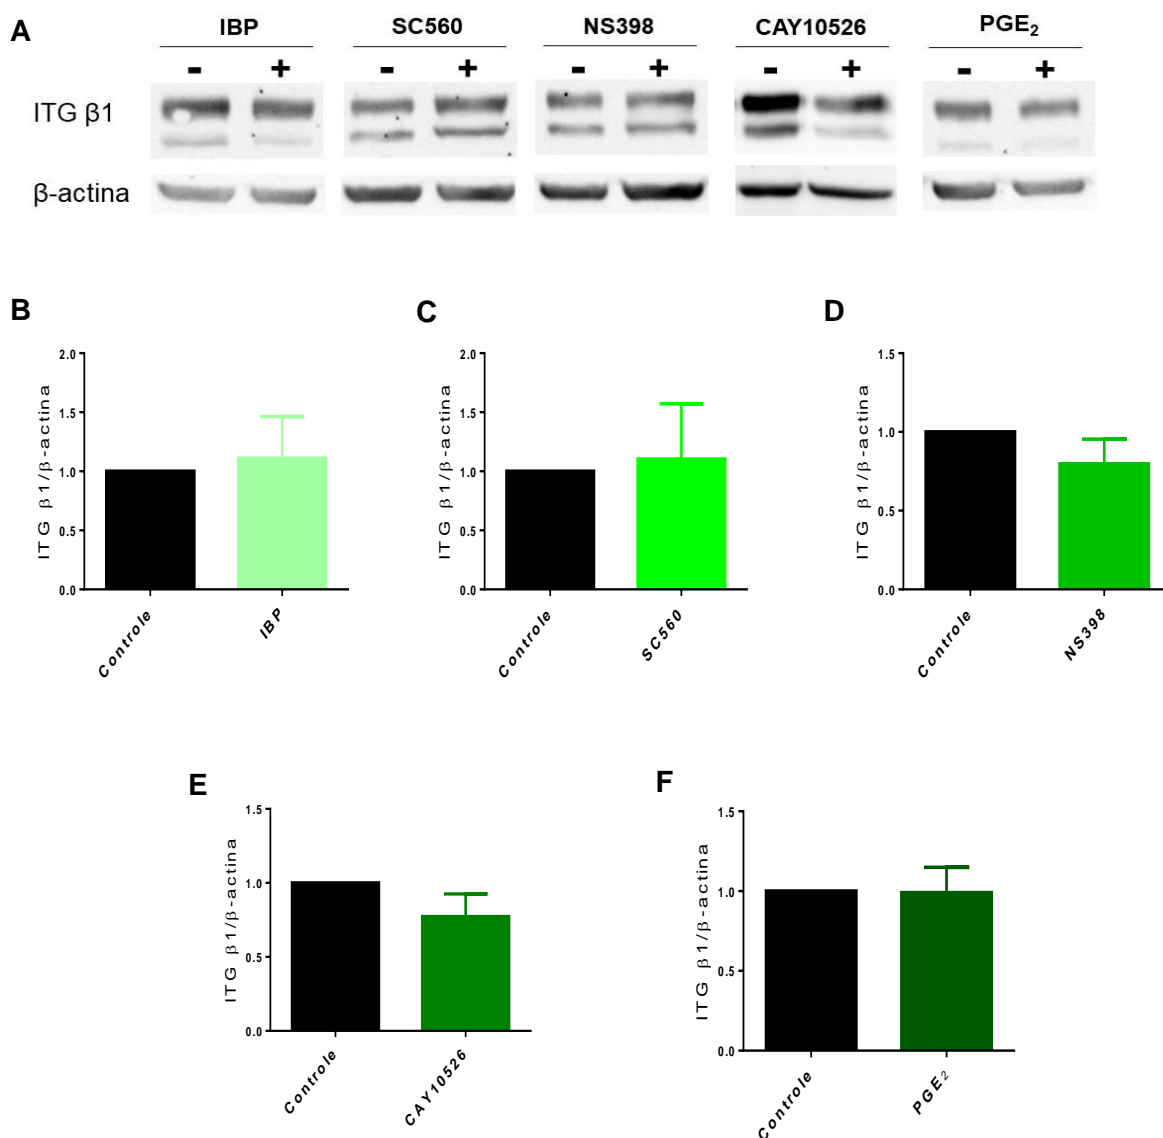 A
IBP SC560 NS398 CAY10526 PGE₂
- + - + - + - + - +
ITG β1
β-actina
B
2.0
1.5
1.0
0.5
0.0
ITG β1/β-actina
Controle
IBP
C
2.0
1.5
1.0
0.5
0.0
ITG β1/β-actina
Controle
SC560
D
1.5
1.0
0.5
0.0
ITG β1/β-actina
Controle
NS398
E
1.5
1.0
0.5
0.0
ITG β1/β-actina
Controle
CAY10526
F
1.5
1.0
0.5
0.0
ITG β1/β-actina
Controle
PGE₂